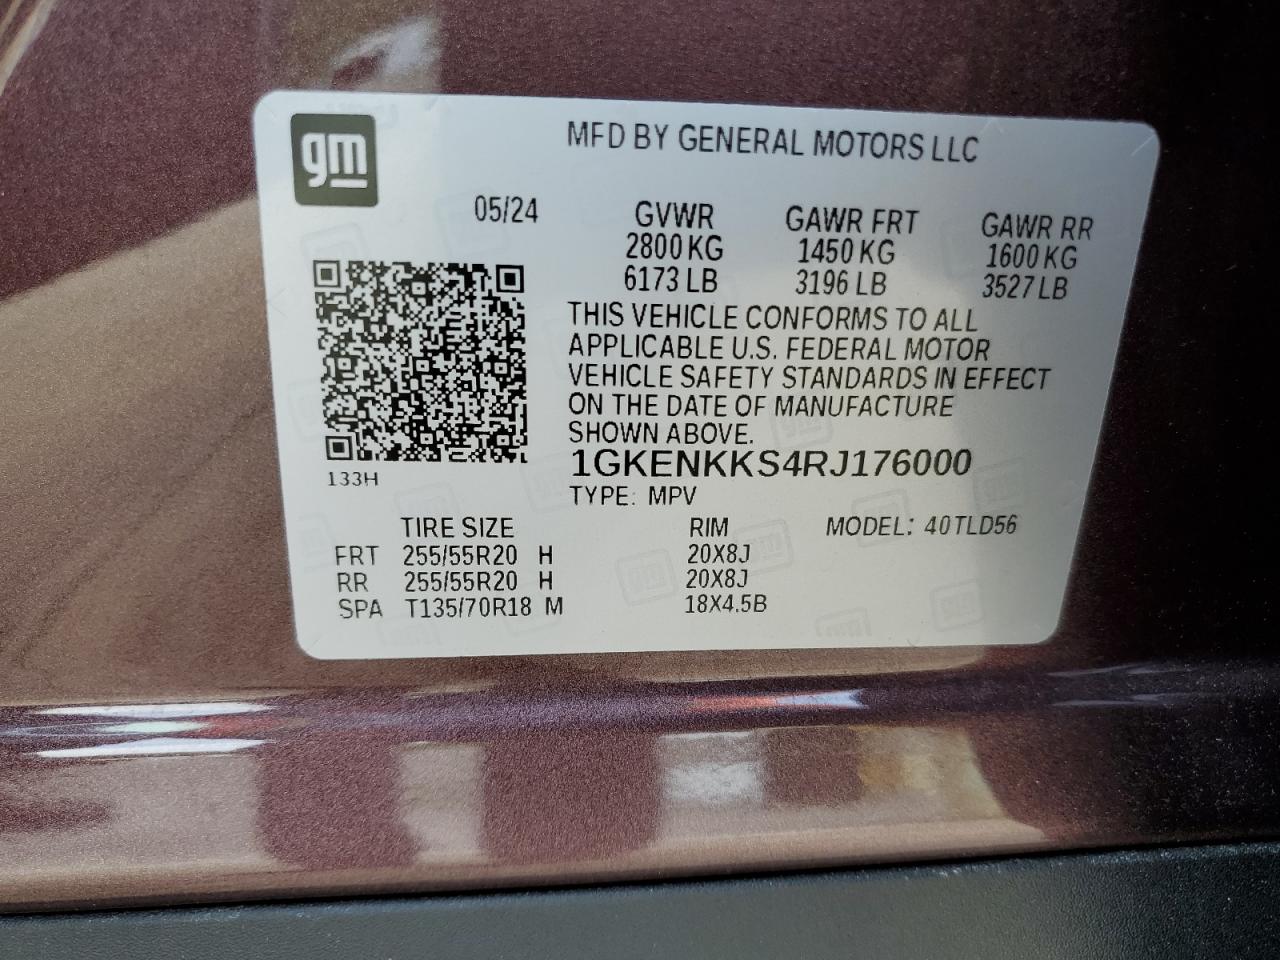 gm
MFD BY GENERAL MOTORS LLC
05/24
GVWR GAWR FRT GAWR RR
2800 KG 1450 KG 1600 KG
6173 LB 3196 LB 3527 LB
THIS VEHICLE CONFORMS TO ALL
APPLICABLE U.S. FEDERAL MOTOR
VEHICLE SAFETY STANDARDS IN EFFECT
ON THE DATE OF MANUFACTURE
SHOWN ABOVE.
133H
1GKENKKS4RJ176000
TYPE: MPV
TIRE SIZE RIM MODEL: 40TLD56
FRT 255/55R20 H 20X8J
RR 255/55R20 H 20X8J
SPA T135/70R18 M 18X4.5B